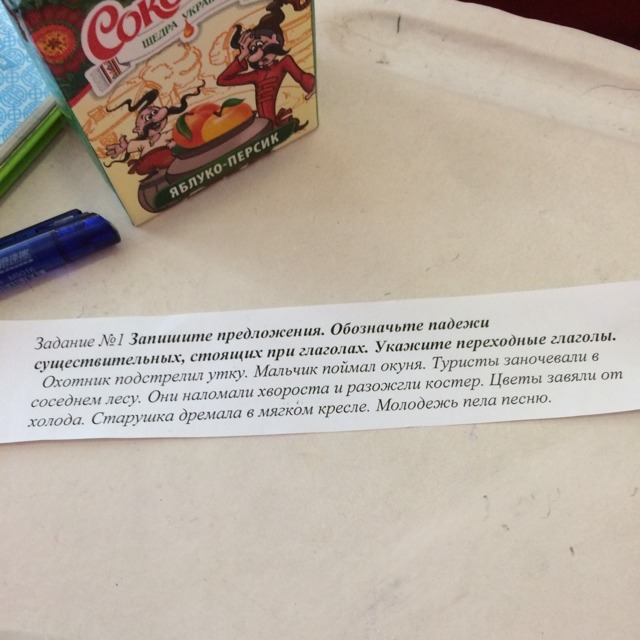 ЩЕДРА УКРА
ЯБЛУКО-ПЕРСИК
Задание №1 Запишите предложения. Обозначьте падежи
существительных, стоящих при глаголах. Укажите переходные глаголы.
Охотник подстрелил утку. Мальчик поймал окуня. Туристы заночевали в
соседнем лесу. Они наломали хвороста и разожгли костер. Цветы завяли от
холода. Старушка дремала в мягком кресле. Молодежь пела песню.